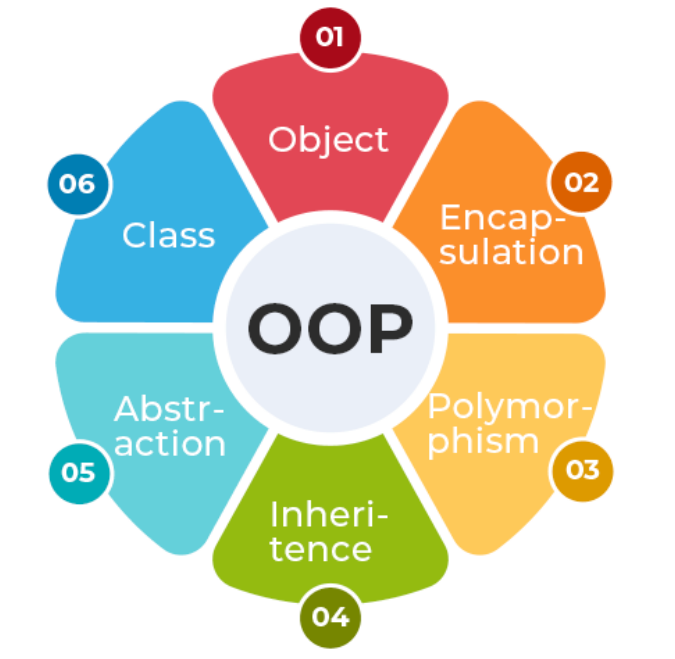 01
Object
02
Encap-
sulation
03
Polymor-
phism
04
Inheri-
tence
05
Abstr-
action
06
Class
OOP